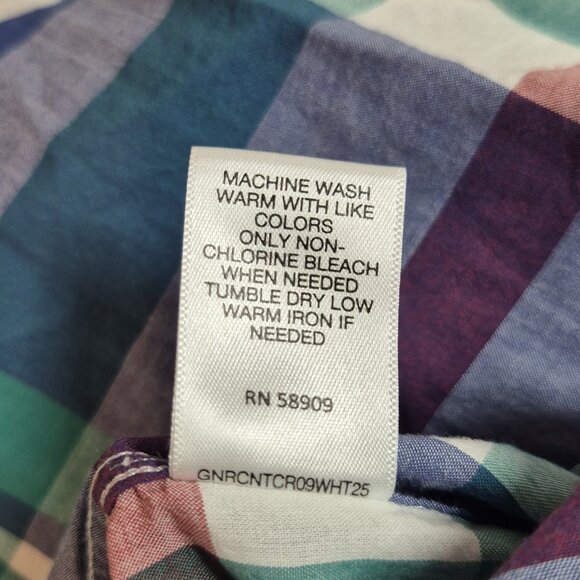 MACHINE WASH
WARM WITH LIKE
COLORS
ONLY NON-
CHLORINE BLEACH
WHEN NEEDED
TUMBLE DRY LOW
WARM IRON IF
NEEDED
RN 58909
GNRCNTCR09WHT25